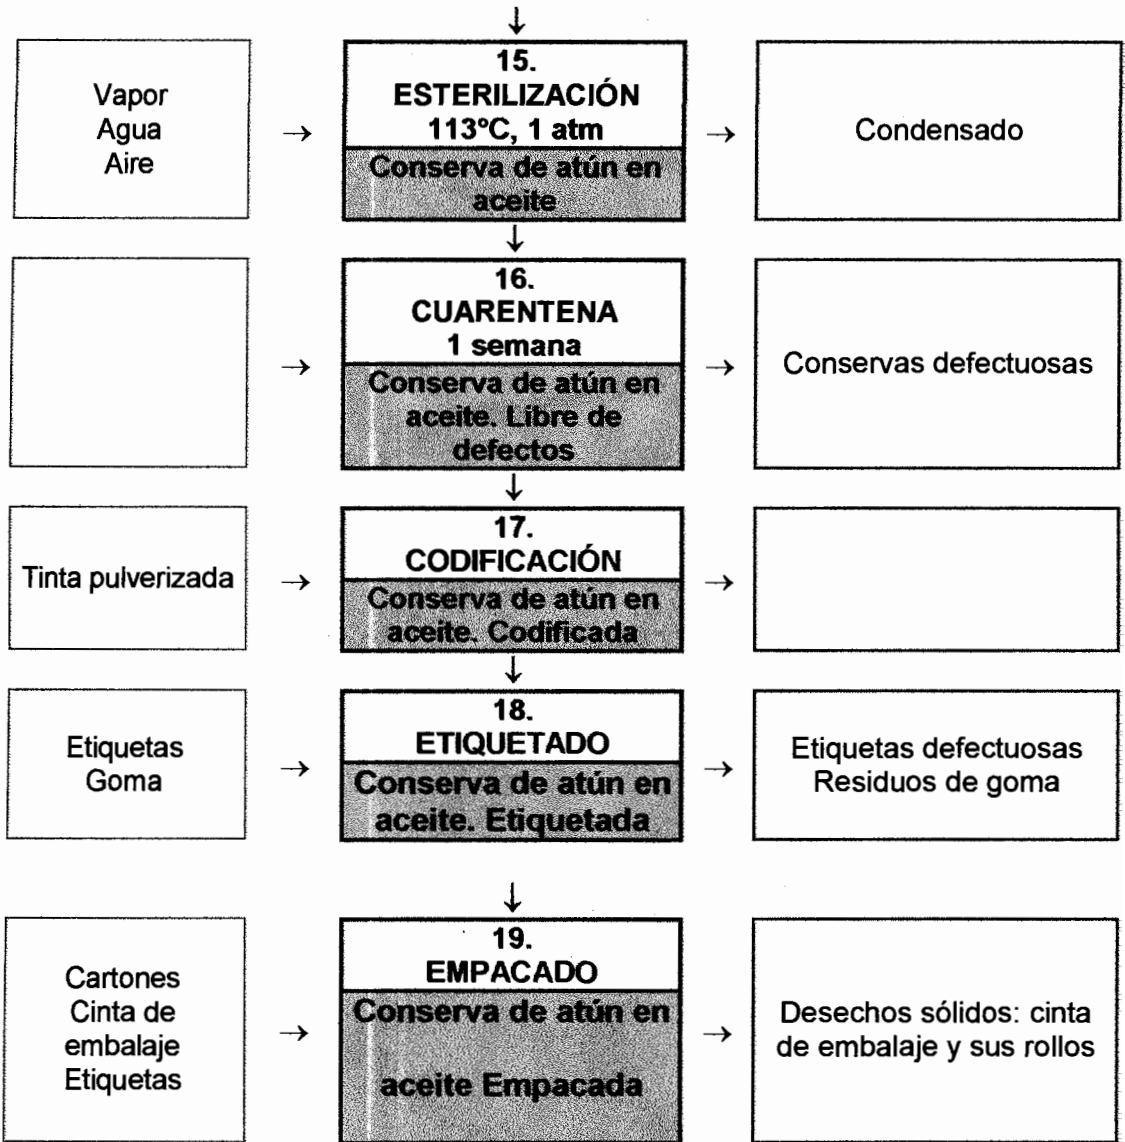 Vapor
Agua
Aire
→
15.
ESTERILIZACIÓN
113ºC, 1 atm
Conserva de atún en
aceite
→
Condensado
→
16.
CUARENTENA
1 semana
Conserva de atún en
aceite. Libre de
defectos
→
Conservas defectuosas
Tinta pulverizada
→
17.
CODIFICACIÓN
Conserva de atún en
aceite. Codificada
→
Etiquetas
Goma
→
18.
ETIQUETADO
Conserva de atún en
aceite. Etiquetada
→
Etiquetas defectuosas
Residuos de goma
Cartones
Cinta de
embalaje
Etiquetas
→
19.
EMPACADO
Conserva de atún en
aceite Empacada
→
Desechos sólidos: cinta
de embalaje y sus rollos